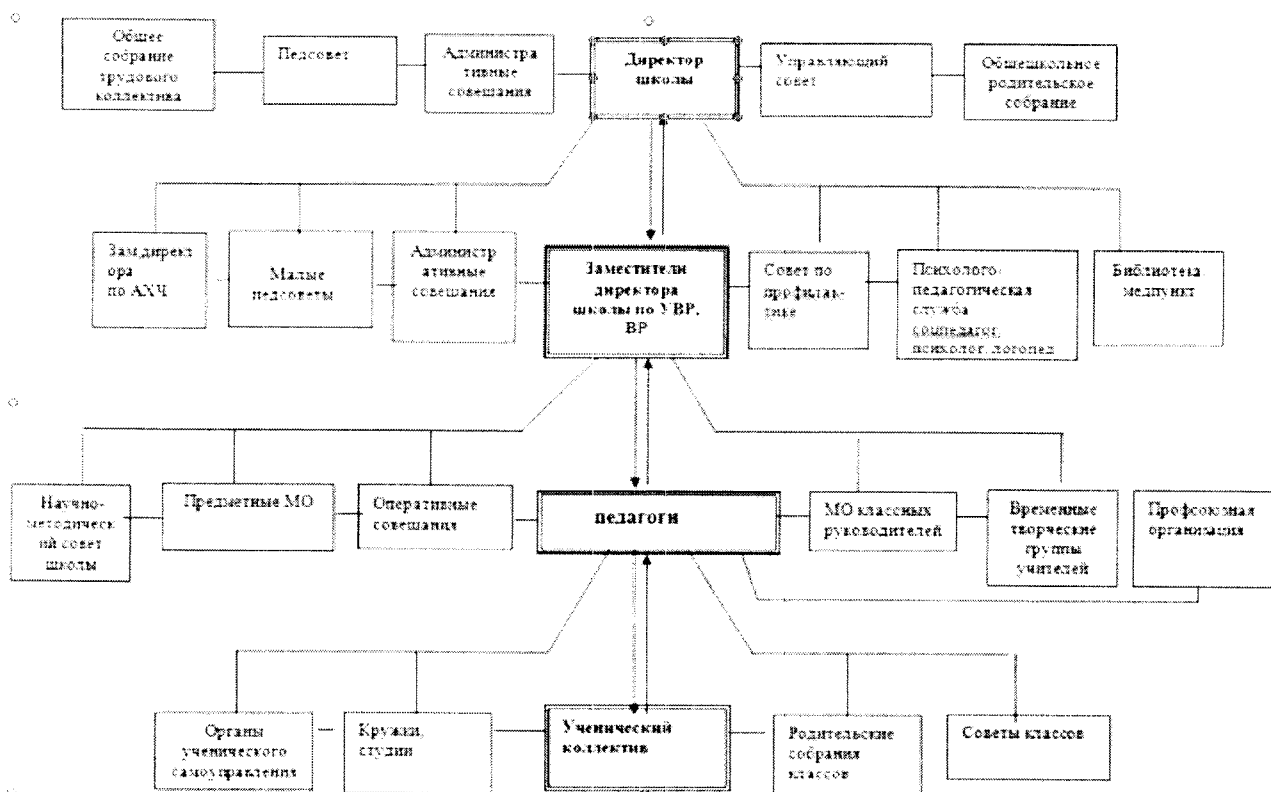 Общее
собрание
трудового
коллектива
Педсовет
Администра
тивные
совещания
Директор
школы
Управляющий
совет
Общешкольное
родительское
собрание
Зам.директ
ора
по АХЧ
Малые
педсоветы
Администр
ативные
совещания
Заместители
директора
школы по УВР,
ВР
Совет по
профилак-
тике
Психолого-
педагогическая
служба
соцпедагог,
психолог, логопед
Библиотека,
медпункт
Научно-
методическ
ий совет
школы
Предметные МО
Оперативные
совещания
педагоги
МО классных
руководителей
Временные
творческие
группы
учителей
Профсоюзная
организация
Органы
ученического
самоуправления
Кружки,
студии
Ученический
коллектив
Родительские
собрания
классов
Советы классов